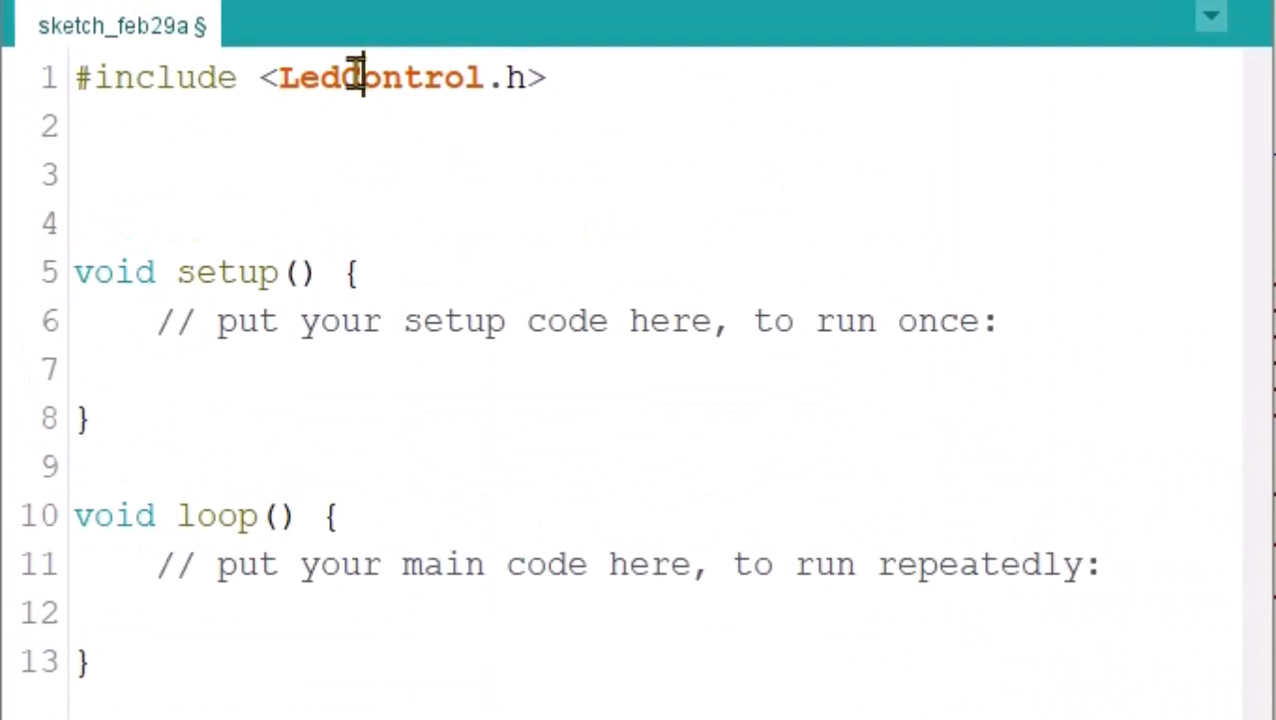 sketch_feb29a §
1 #include <LedControl.h>
2
3
4
5 void setup() {
6 // put your setup code here, to run once:
7
8 }
9
10 void loop() {
11 // put your main code here, to run repeatedly:
12
13 }